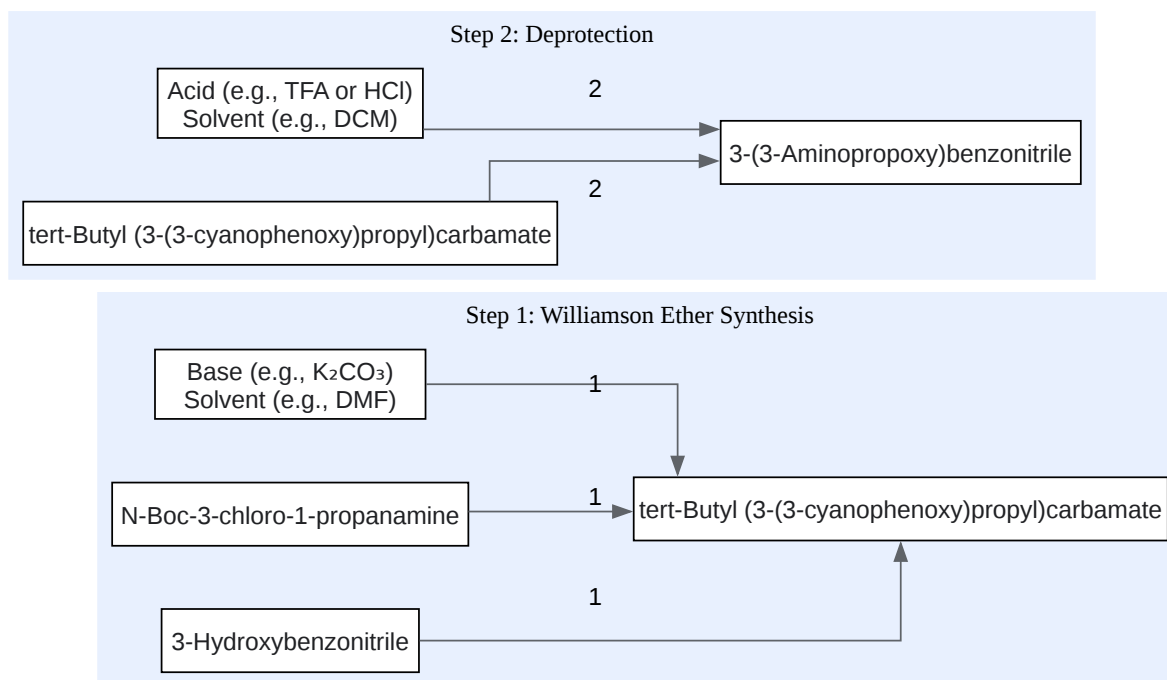 Step 2: Deprotection
Acid (e.g., TFA or HCl)
Solvent (e.g., DCM)
2
3-(3-Aminopropoxy)benzonitrile
2
tert-Butyl (3-(3-cyanophenoxy)propyl)carbamate
Step 1: Williamson Ether Synthesis
Base (e.g., K₂CO₃)
Solvent (e.g., DMF)
1
N-Boc-3-chloro-1-propanamine
1
tert-Butyl (3-(3-cyanophenoxy)propyl)carbamate
1
3-Hydroxybenzonitrile